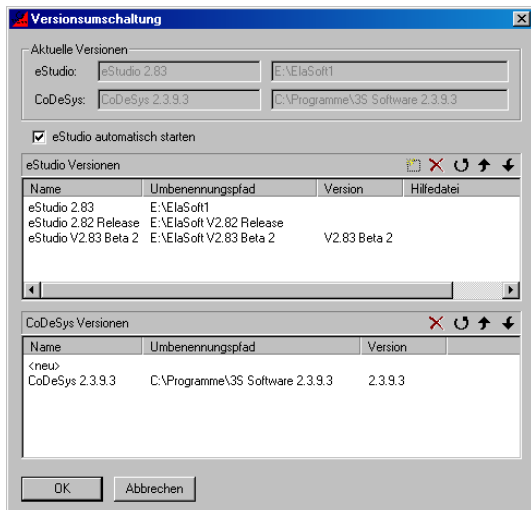 Versionsumschaltung
Aktuelle Versionen
eStudio: eStudio 2.83 E:\ElaSoft1
CoDeSys: CoDeSys 2.3.9.3 C:\Programme\3S Software 2.3.9.3
eStudio automatisch starten
eStudio Versionen
Name Umbenennungspfad Version Hilfedatei
eStudio 2.83 E:\ElaSoft1
eStudio 2.82 Release E:\ElaSoft V2.82 Release
eStudio V2.83 Beta 2 E:\ElaSoft V2.83 Beta 2 V2.83 Beta 2
CoDeSys Versionen
Name Umbenennungspfad Version
<neu>
CoDeSys 2.3.9.3 C:\Programme\3S Software 2.3.9.3 2.3.9.3
OK Abbrechen